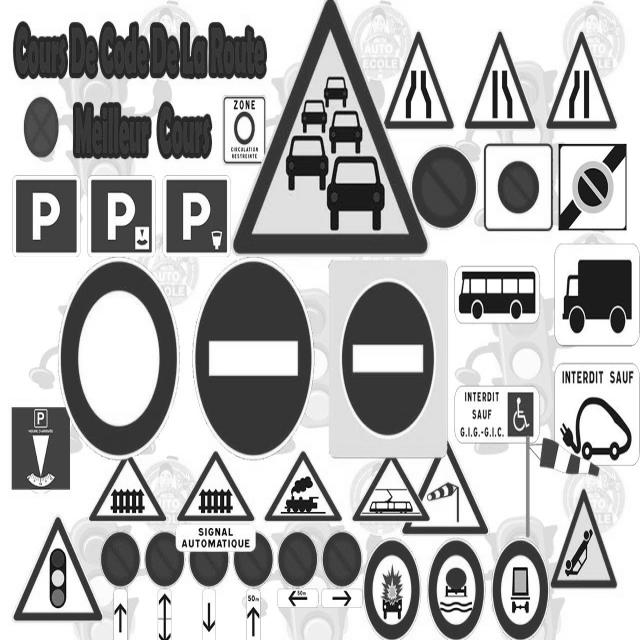 Cours De Code De La Route
Meilleur Cours
ZONE
CIRCULATION
RESTREINTE
P
P
P
AUTO
ECOLE
INTERDIT
SAUF
G.I.G.-G.I.C.
INTERDIT SAUF
P
SIGNAL
AUTOMATIQUE
50m
50m